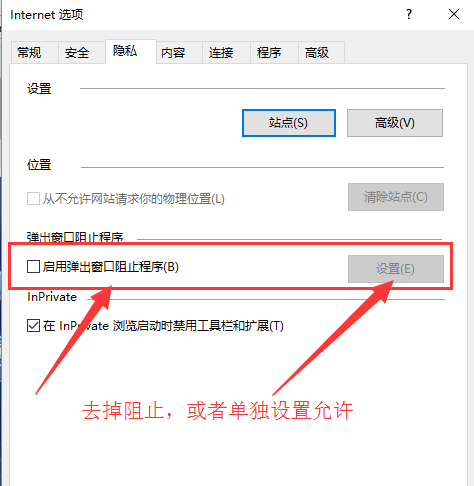 Internet 选项
? ×
常规 安全 隐私 内容 连接 程序 高级
设置
站点(S) 高级(V)
位置
从不允许网站请求你的物理位置(L) 清除站点(C)
弹出窗口阻止程序
启用弹出窗口阻止程序(B) 设置(E)
InPrivate
在 InPrivate 浏览启动时禁用工具栏和扩展(T)
去掉阻止，或者单独设置允许